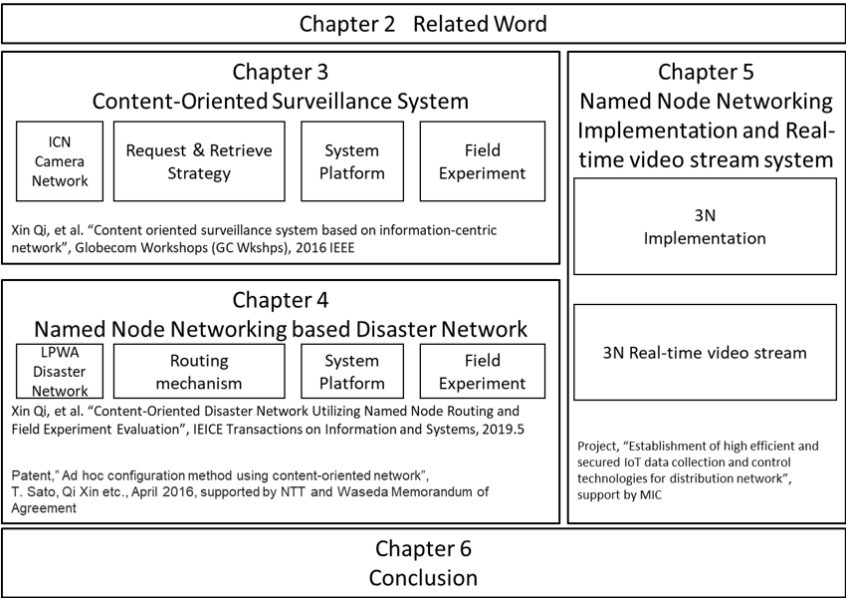 Chapter 2   Related Word
Chapter 3
Content-Oriented Surveillance System
ICN
Camera
Network
Request & Retrieve
Strategy
System
Platform
Field
Experiment
Xin Qi, et al. “Content oriented surveillance system based on information-centric
network”, Globecom Workshops (GC Wkshps), 2016 IEEE
Chapter 4
Named Node Networking based Disaster Network
LPWA
Disaster
Network
Routing
mechanism
System
Platform
Field
Experiment
Xin Qi, et al. “Content-Oriented Disaster Network Utilizing Named Node Routing and
Field Experiment Evaluation”, IEICE Transactions on Information and Systems, 2019.5
Patent,” Ad hoc configuration method using content-oriented network”,
T. Sato, Qi Xin etc., April 2016, supported by NTT and Waseda Memorandum of
Agreement
Chapter 5
Named Node Networking
Implementation and Real-
time video stream system
3N
Implementation
3N Real-time video stream
Project, “Establishment of high efficient and
secured IoT data collection and control
technologies for distribution network”,
support by MIC
Chapter 6
Conclusion